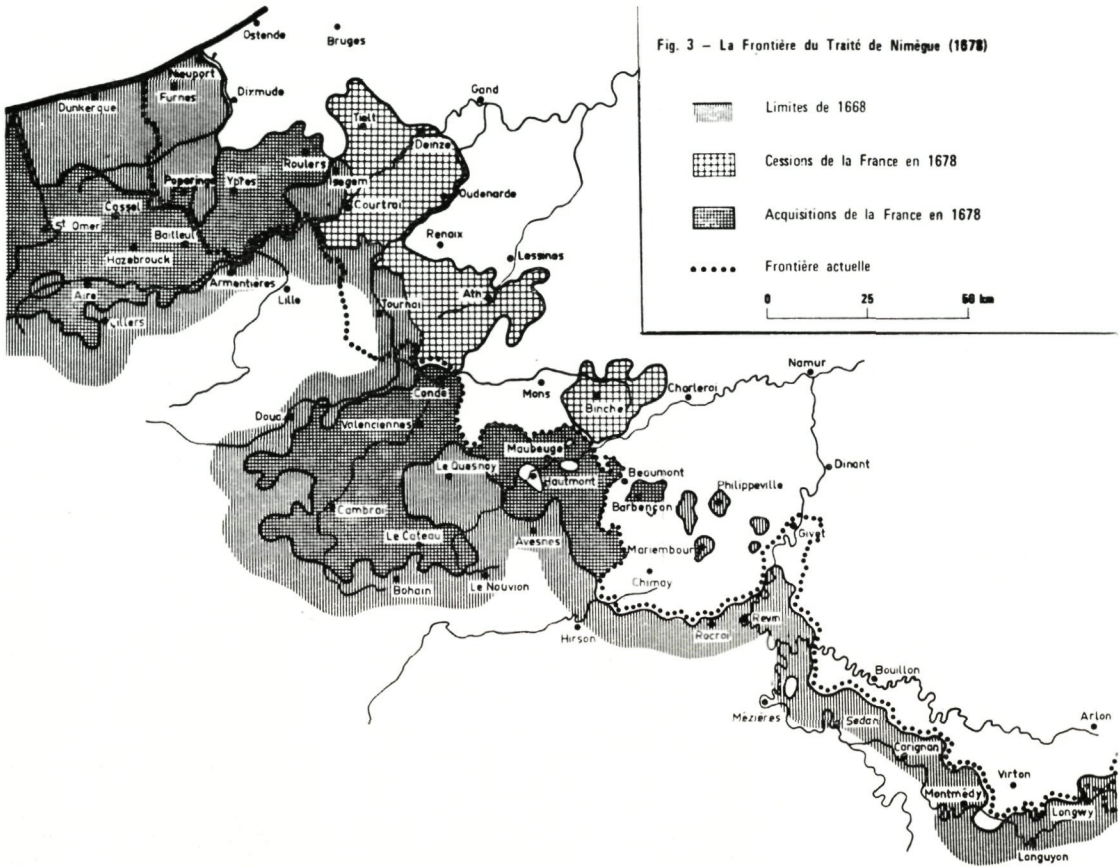 Fig. 3 – La Frontière du Traité de Nimègue (1678)
Limites de 1668
Cessions de la France en 1678
Acquisitions de la France en 1678
Frontière actuelle
0 25 50 km
Ostende
Bruges
Nieuport
Furnes
Dunkerque
Dixmude
Gand
Tielt
Deinze
Roulers
Isegem
Poperinge
Ypres
Courtrai
Oudenarde
Cassel
St Omer
Bailleul
Hazebrouck
Renaix
Lessines
Armentières
Aire
Lille
Ath
Tournai
Lillers
Namur
Condé
Mons
Charleroi
Binche
Douai
Valenciennes
Maubeuge
Dinant
Le Quesnoy
Hautmont
Beaumont
Philippeville
Barbençon
Cambrai
Givet
Le Cateau
Avesnes
Mariembourg
Chimay
Bohain
Le Nouvion
Hirson
Rocroi
Revin
Bouillon
Mézières
Sedan
Arlon
Carignan
Virton
Montmédy
Longwy
Longuyon